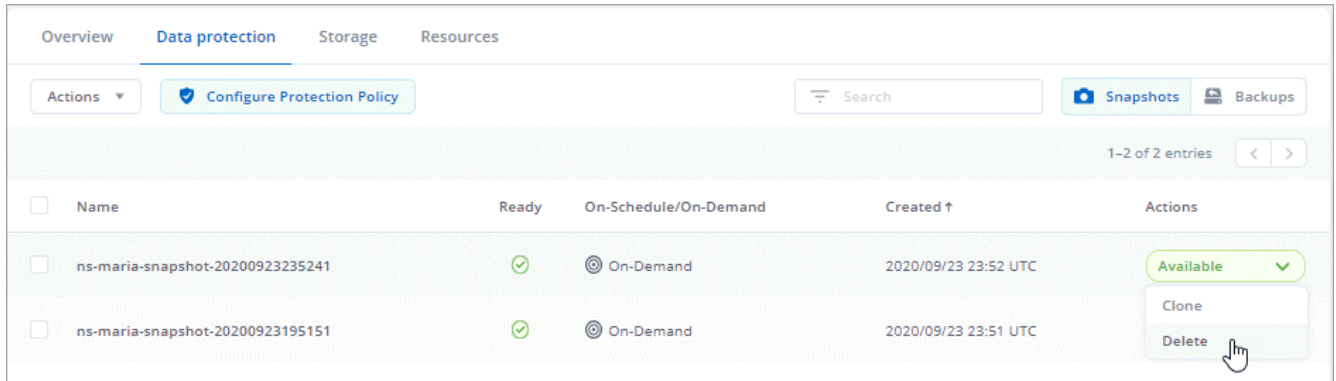 Overview Data protection Storage Resources
Actions Configure Protection Policy Search Snapshots Backups
1–2 of 2 entries
Name Ready On-Schedule/On-Demand Created ↑ Actions
ns-maria-snapshot-20200923235241 On-Demand 2020/09/23 23:52 UTC Available
Clone
ns-maria-snapshot-20200923195151 On-Demand 2020/09/23 23:51 UTC
Delete